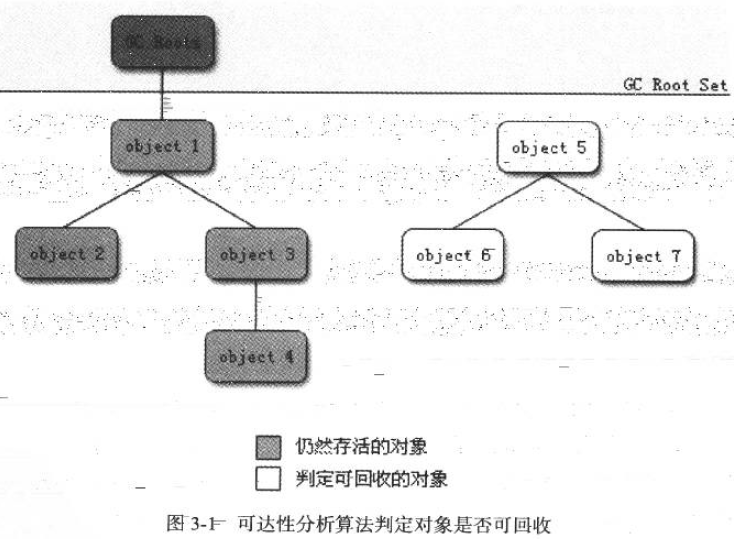 GC Roots
GC Root Set
object 1
object 5
object 2
object 3
object 6
object 7
object 4
仍然存活的对象
判定可回收的对象
图 3-1 可达性分析算法判定对象是否可回收